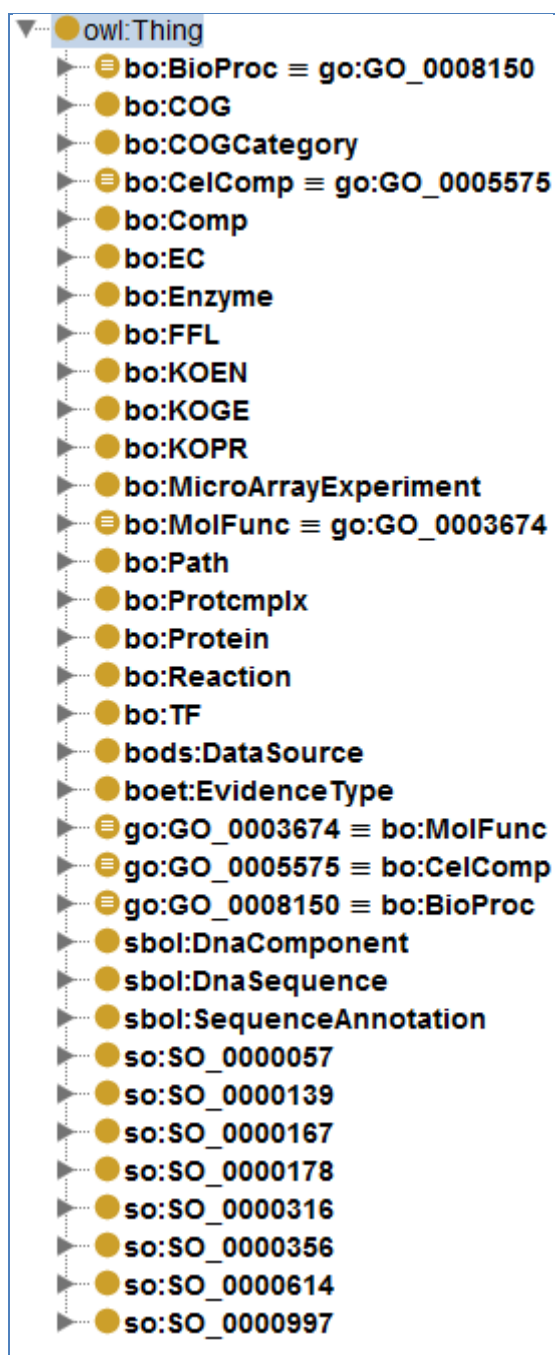 owl:Thing
bo:BioProc ≡ go:GO_0008150
bo:COG
bo:COGCategory
bo:CelComp ≡ go:GO_0005575
bo:Comp
bo:EC
bo:Enzyme
bo:FFL
bo:KOEN
bo:KOGE
bo:KOPR
bo:MicroArrayExperiment
bo:MolFunc ≡ go:GO_0003674
bo:Path
bo:Protcmplx
bo:Protein
bo:Reaction
bo:TF
bods:DataSource
boet:EvidenceType
go:GO_0003674 ≡ bo:MolFunc
go:GO_0005575 ≡ bo:CelComp
go:GO_0008150 ≡ bo:BioProc
sbol:DnaComponent
sbol:DnaSequence
sbol:SequenceAnnotation
so:SO_0000057
so:SO_0000139
so:SO_0000167
so:SO_0000178
so:SO_0000316
so:SO_0000356
so:SO_0000614
so:SO_0000997